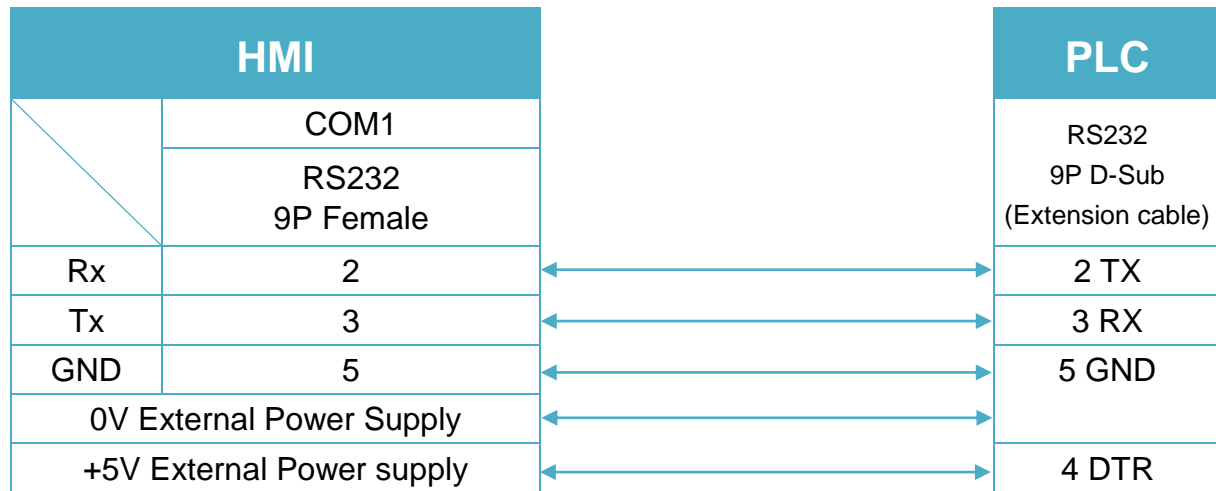 HMI
PLC
COM1
RS232
9P Female
RS232
9P D-Sub
(Extension cable)
Rx 2 2 TX
Tx 3 3 RX
GND 5 5 GND
0V External Power Supply
+5V External Power supply 4 DTR